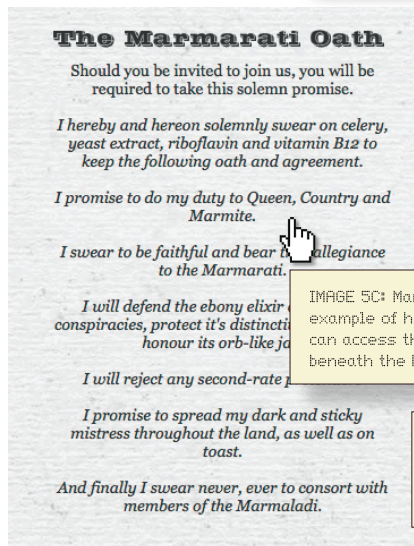 The Marmarati Oath
Should you be invited to join us, you will be
required to take this solemn promise.
I hereby and hereon solemnly swear on celery,
yeast extract, riboflavin and vitamin B12 to
keep the following oath and agreement.
I promise to do my duty to Queen, Country and
Marmite.
I swear to be faithful and bear allegiance
to the Marmarati.
I will defend the ebony elixir
conspiracies, protect it's
honour its orb-like
I will reject any second-rate
I promise to spread my dark and sticky
mistress throughout the land, as well as on
toast.
And finally I swear never, ever to consort with
members of the Marmaladi.
IMAGE 5C:
example of
can access
beneath the